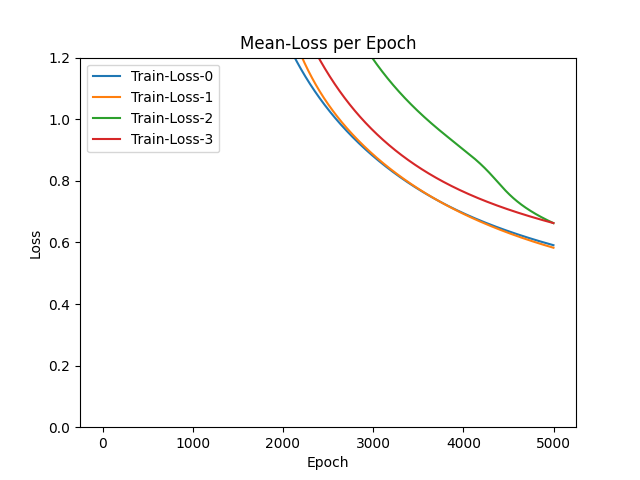 Mean-Loss per Epoch
Loss
1.2
1.0
0.8
0.6
0.4
0.2
0.0
Train-Loss-0
Train-Loss-1
Train-Loss-2
Train-Loss-3
0 1000 2000 3000 4000 5000
Epoch